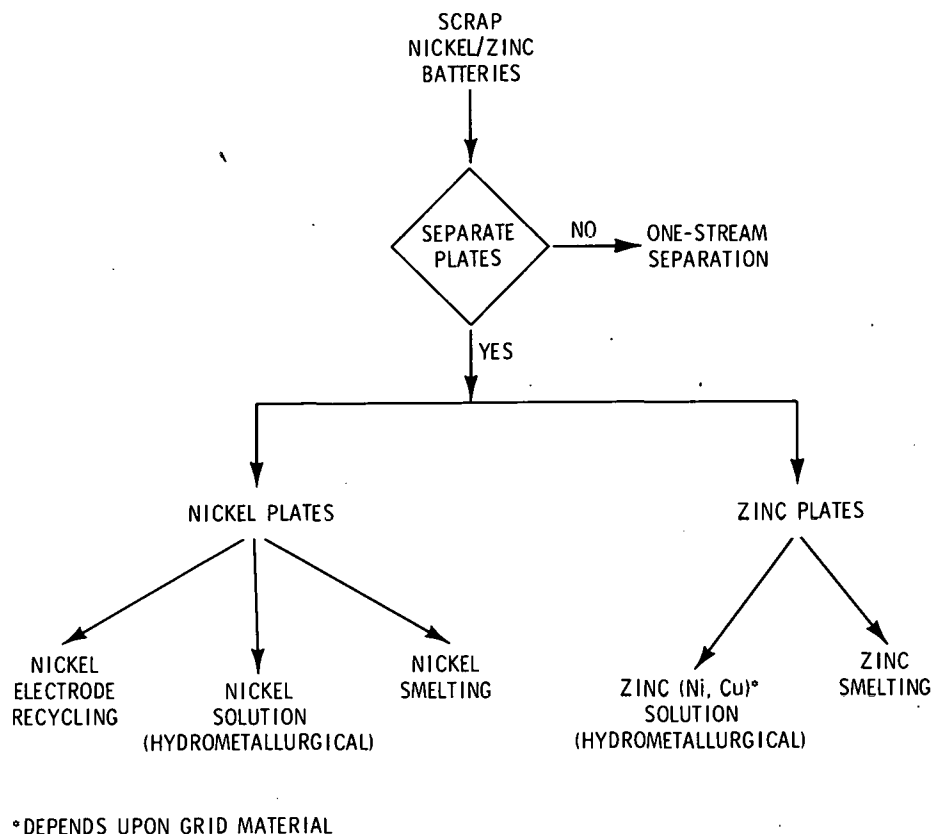 SCRAP
NICKEL/ZINC
BATTERIES
SEPARATE
PLATES
NO
ONE-STREAM
SEPARATION
YES
NICKEL PLATES
ZINC PLATES
NICKEL
ELECTRODE
RECYCLING
NICKEL
SOLUTION
(HYDROMETALLURGICAL)
NICKEL
SMELTING
ZINC (Ni, Cu)*
SOLUTION
(HYDROMETALLURGICAL)
ZINC
SMELTING
*DEPENDS UPON GRID MATERIAL